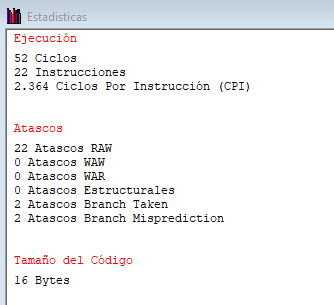 Estadisticas
Ejecución
52 Ciclos
22 Instrucciones
2.364 Ciclos Por Instrucción (CPI)
Atascos
22 Atascos RAW
0 Atascos WAW
0 Atascos WAR
0 Atascos Estructurales
2 Atascos Branch Taken
2 Atascos Branch Misprediction
Tamaño del Código
16 Bytes